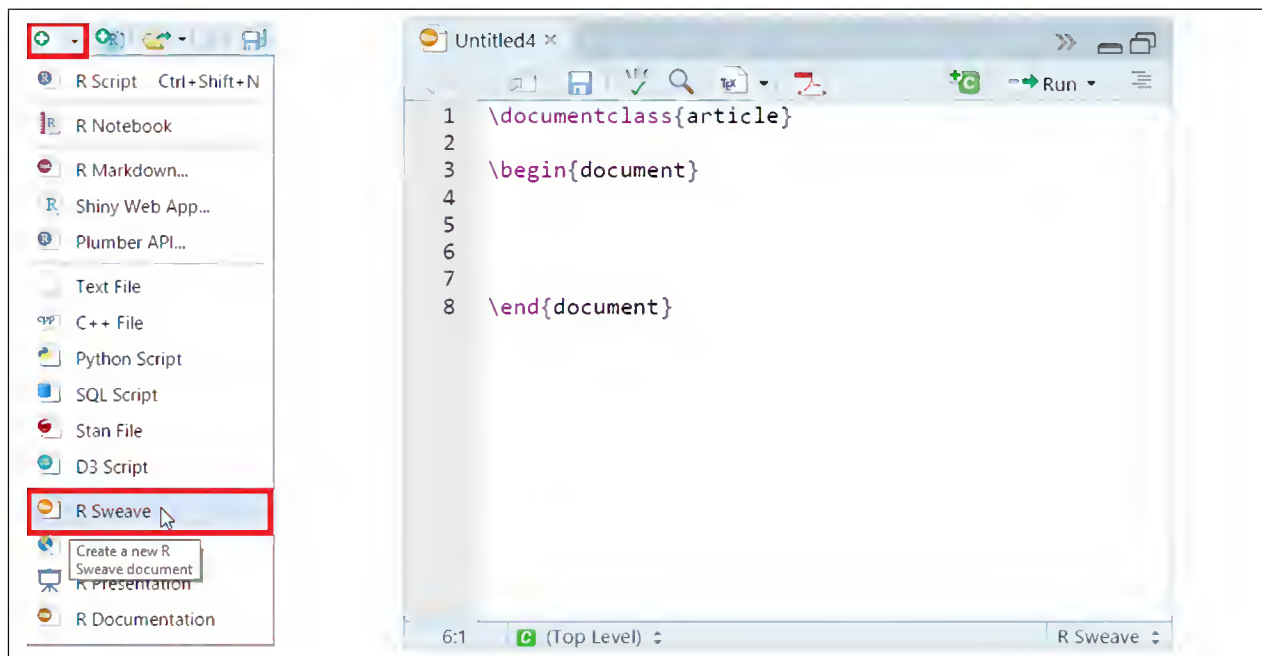 R Script Ctrl+Shift+N
R Notebook
R Markdown...
Shiny Web App...
Plumber API...
Text File
C++ File
Python Script
SQL Script
Stan File
D3 Script
R Sweave
Create a new R
Sweave document
R Presentation
R Documentation
Untitled4 ×
Run
1 \documentclass{article}
2
3 \begin{document}
4
5
6
7
8 \end{document}
6:1 (Top Level) R Sweave